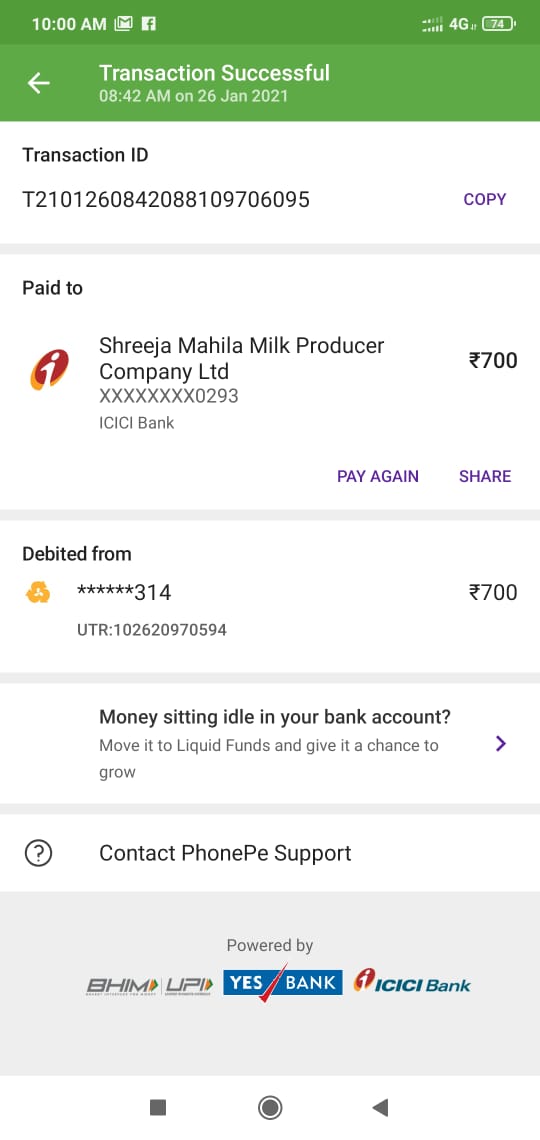 10:00 AM
4G 74
Transaction Successful
08:42 AM on 26 Jan 2021
Transaction ID
T2101260842088109706095 COPY
Paid to
Shreeja Mahila Milk Producer
Company Ltd
₹700
XXXXXXXX0293
ICICI Bank
PAY AGAIN SHARE
Debited from
******314 ₹700
UTR:102620970594
Money sitting idle in your bank account?
Move it to Liquid Funds and give it a chance to
grow
Contact PhonePe Support
Powered by
BHIM UPI YES BANK ICICI Bank